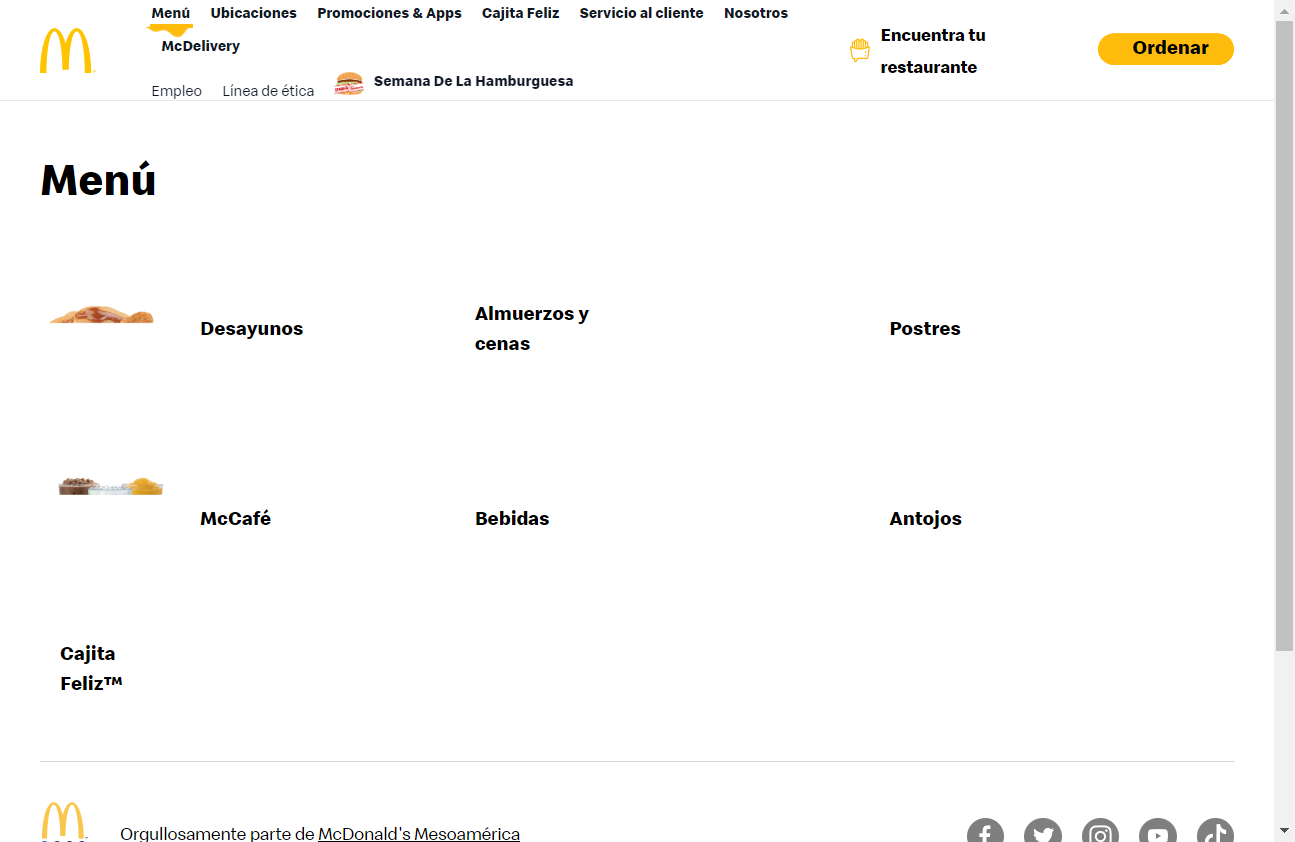 Menú
Ubicaciones
Promociones & Apps
Cajita Feliz
Servicio al cliente
Nosotros
McDelivery
Encuentra tu
restaurante
Ordenar
Empleo
Línea de ética
Semana De La Hamburguesa
Menú
Desayunos
Almuerzos y
cenas
Postres
McCafé
Bebidas
Antojos
Cajita
Feliz™
Orgullosamente parte de McDonald's Mesoamérica